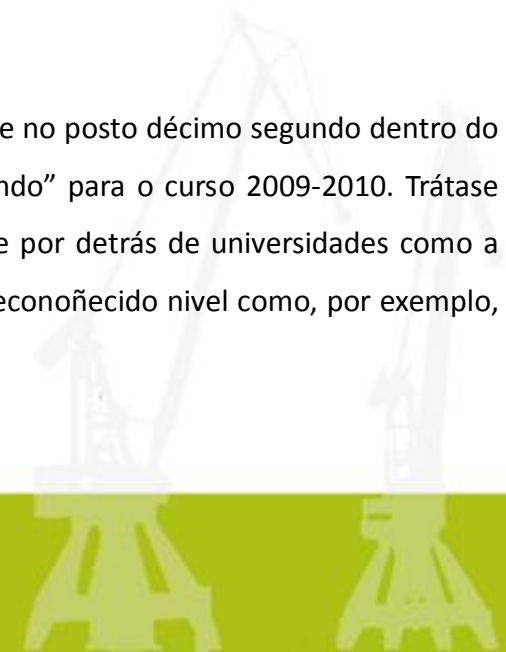 e no posto décimo segundo dentro do
ndo” para o curso 2009-2010. Trátase
e por detrás de universidades como a
econoñecido nivel como, por exemplo,